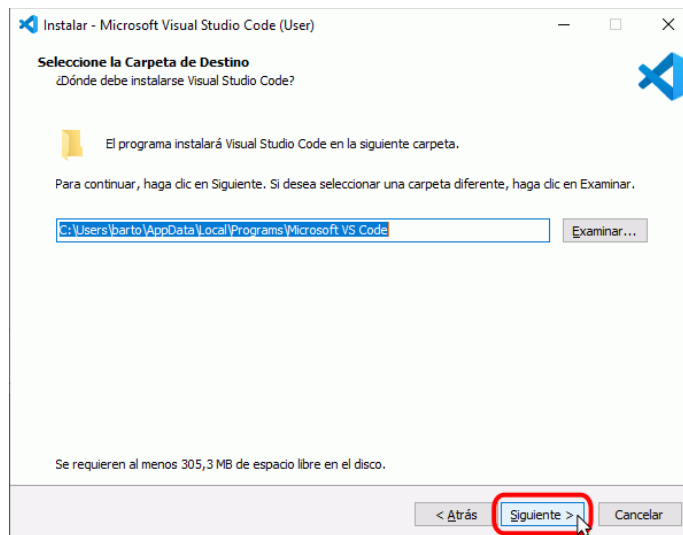 Instalar - Microsoft Visual Studio Code (User)
Seleccione la Carpeta de Destino
¿Dónde debe instalarse Visual Studio Code?
El programa instalará Visual Studio Code en la siguiente carpeta.
Para continuar, haga clic en Siguiente. Si desea seleccionar una carpeta diferente, haga clic en Examinar.
C:\Users\barto\AppData\Local\Programs\Microsoft VS Code
Examinar...
Se requieren al menos 305,3 MB de espacio libre en el disco.
< Atrás
Siguiente >
Cancelar